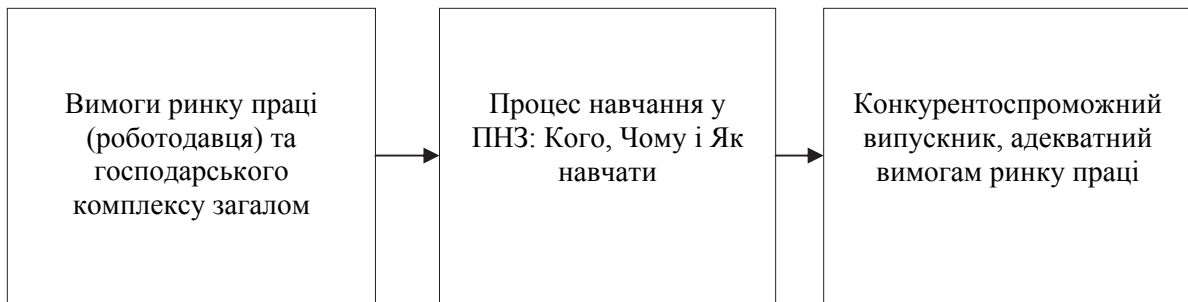 Вимоги ринку праці
(роботодавця) та
господарського
комплексу загалом
Процес навчання у
ПНЗ: Кого, Чому і Як
навчати
Конкурентоспроможний
випускник, адекватний
вимогам ринку праці